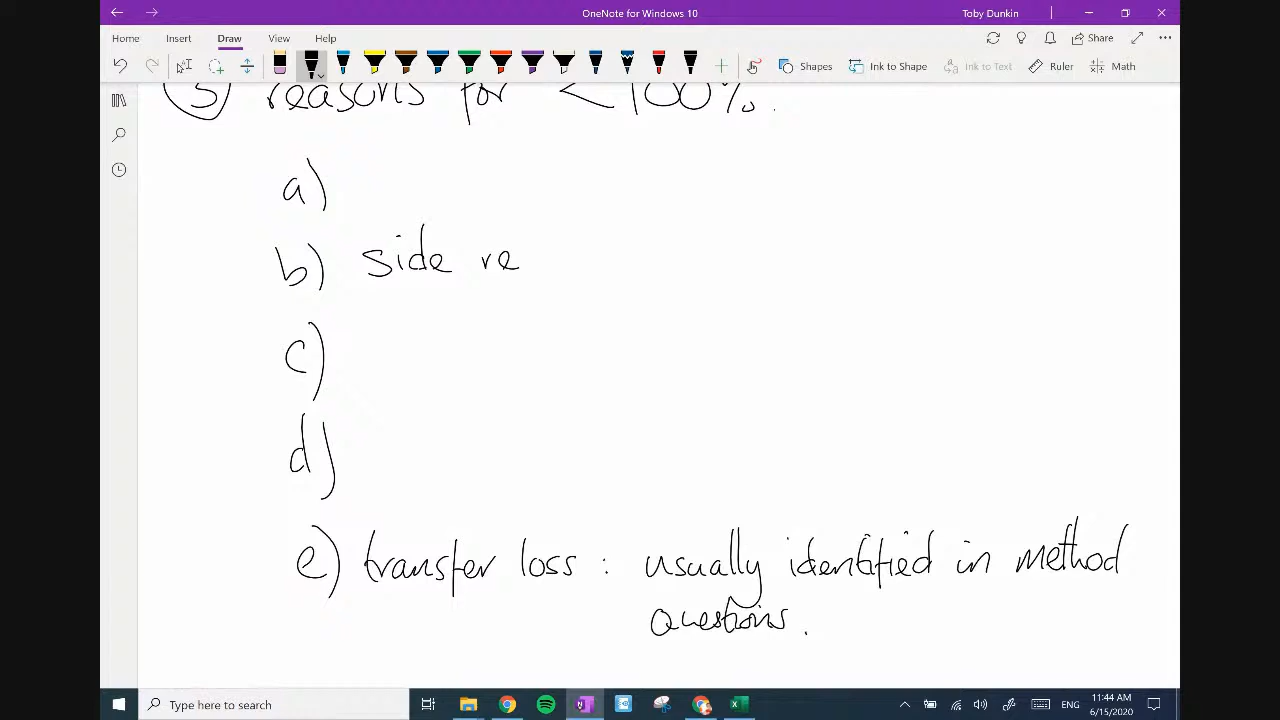 OneNote for Windows 10
Toby Dunkin
Home Insert Draw View Help
Share
Shapes Ink to Shape Ink to Text Ruler Math
3 reasons for <100%.
a)
b) side re
c)
d)
e) transfer loss : usually identified in method
questions.
Type here to search
ENG
11:44 AM
6/15/2020